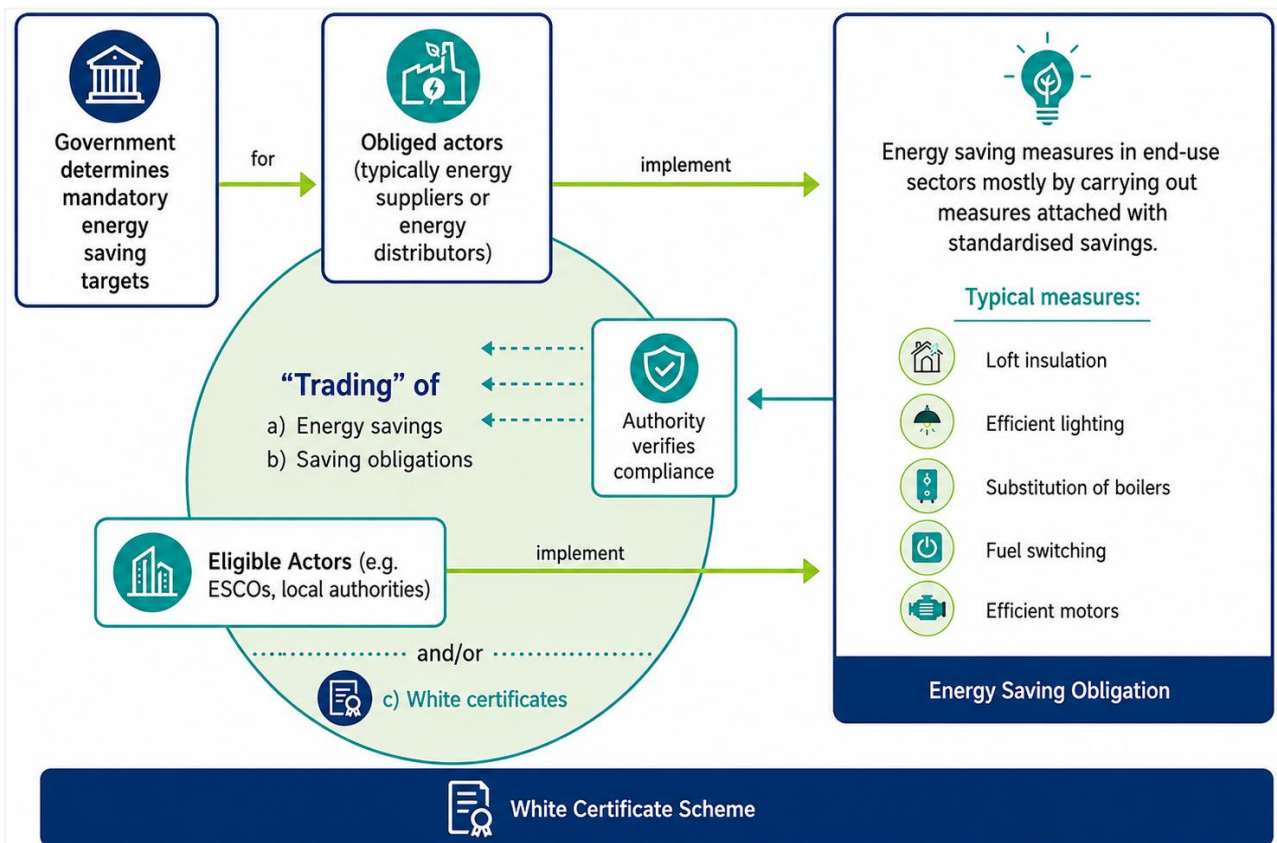 Government
determines
mandatory
energy
saving
targets
for
Obliged actors
(typically energy
suppliers or
energy
distributors)
implement
Energy saving measures in end-use
sectors mostly by carrying out
measures attached with
standardised savings.
Typical measures:
Loft insulation
Efficient lighting
Substitution of boilers
Fuel switching
Efficient motors
Energy Saving Obligation
“Trading” of
a) Energy savings
b) Saving obligations
Authority
verifies
compliance
Eligible Actors (e.g.
ESCOs, local authorities)
implement
and/or
c) White certificates
White Certificate Scheme